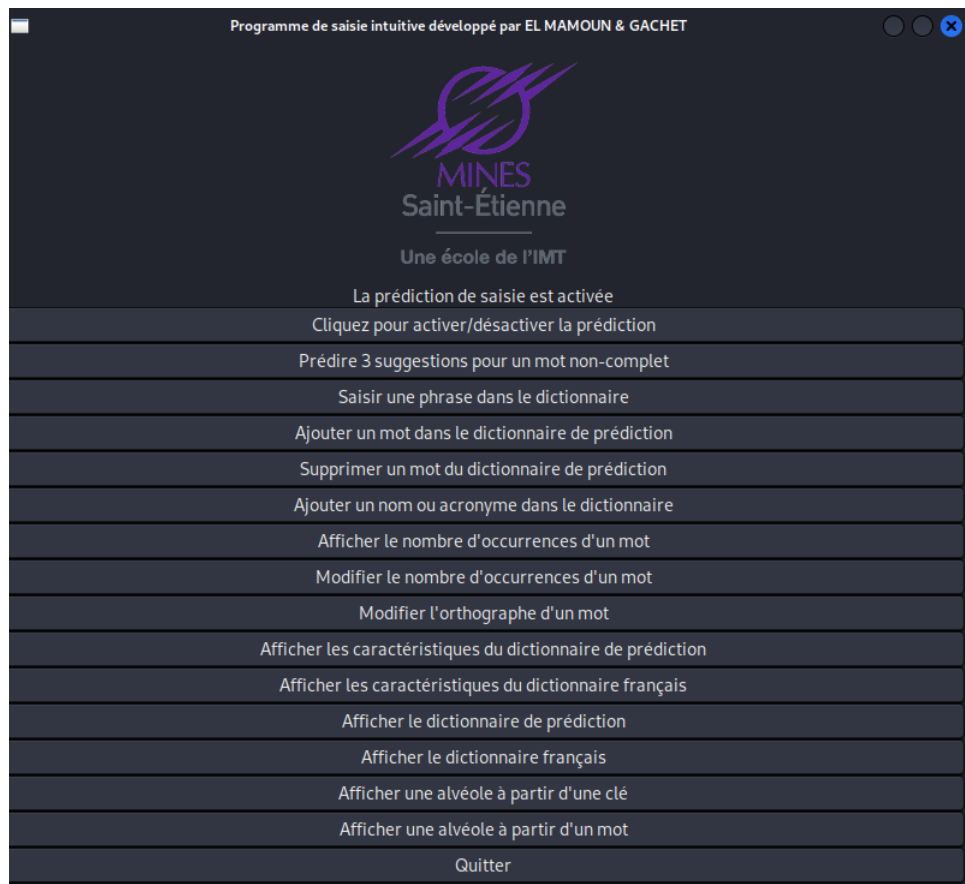 Programme de saisie intuitive développé par EL MAMOUN & GACHET
MINES
Saint-Étienne
Une école de l'IMT
La prédiction de saisie est activée
Cliquez pour activer/désactiver la prédiction
Prédire 3 suggestions pour un mot non-complet
Saisir une phrase dans le dictionnaire
Ajouter un mot dans le dictionnaire de prédiction
Supprimer un mot du dictionnaire de prédiction
Ajouter un nom ou acronyme dans le dictionnaire
Afficher le nombre d'occurrences d'un mot
Modifier le nombre d'occurrences d'un mot
Modifier l'orthographe d'un mot
Afficher les caractéristiques du dictionnaire de prédiction
Afficher les caractéristiques du dictionnaire français
Afficher le dictionnaire de prédiction
Afficher le dictionnaire français
Afficher une alvéole à partir d'une clé
Afficher une alvéole à partir d'un mot
Quitter